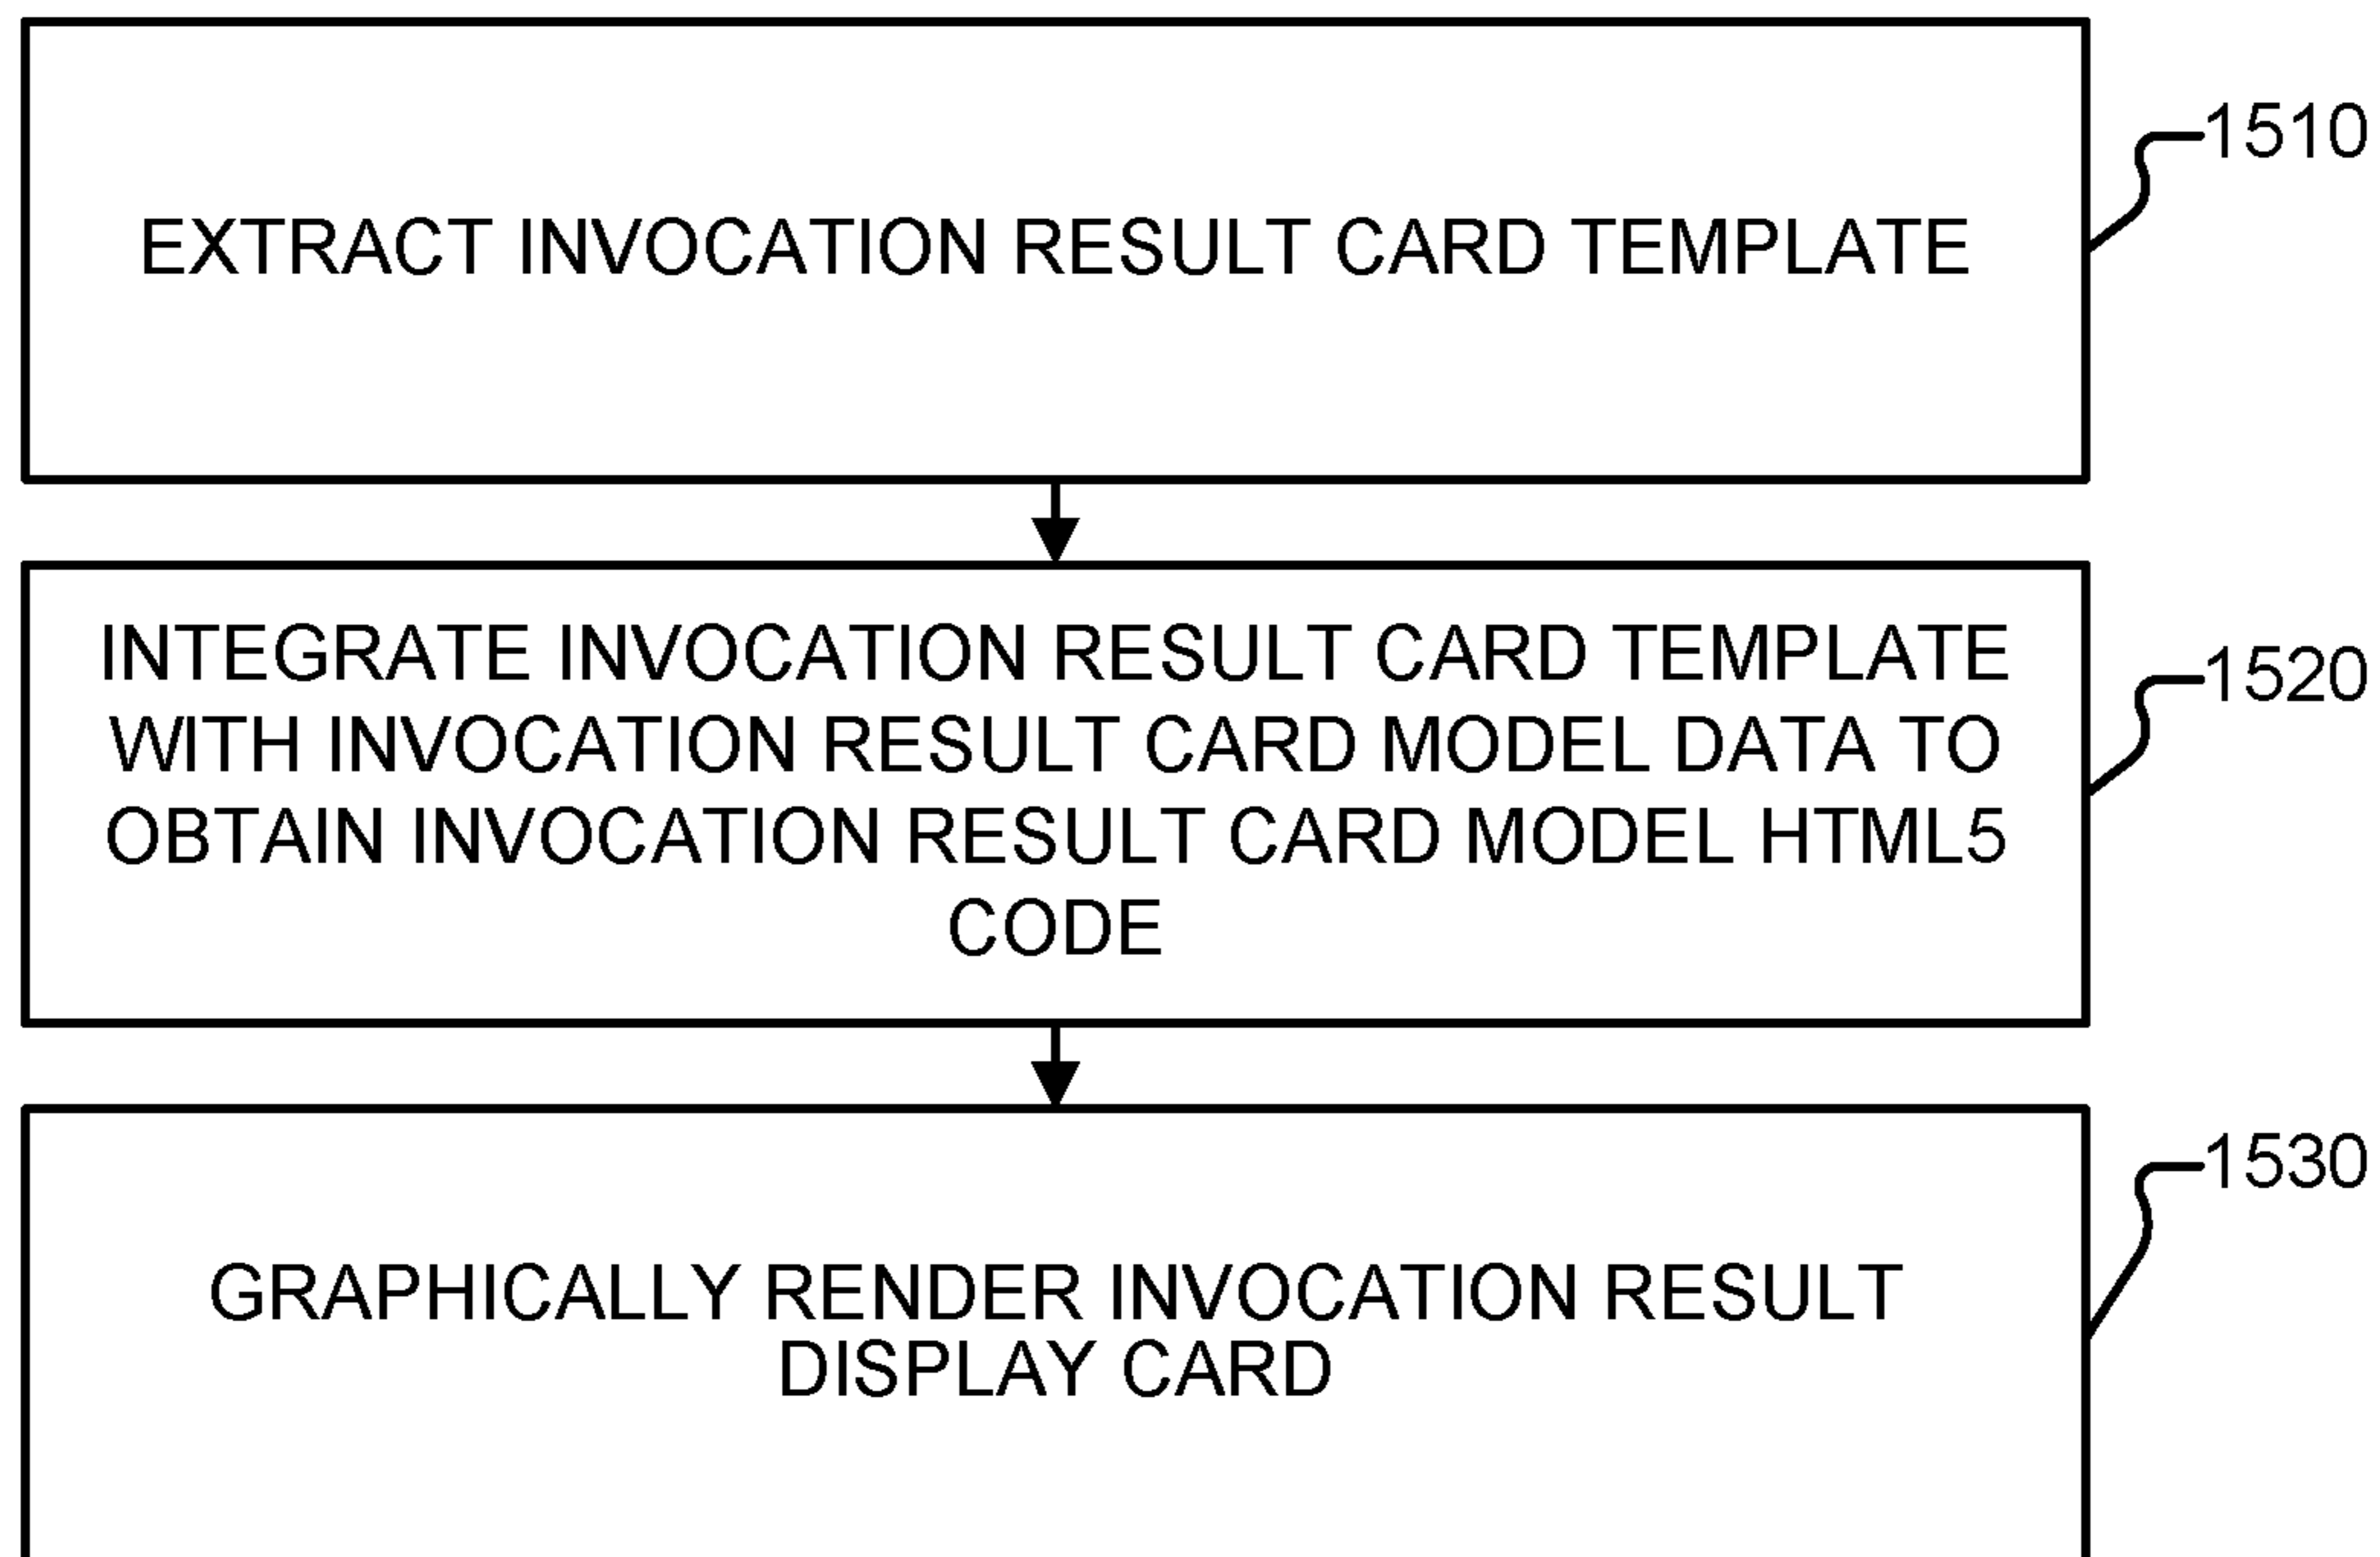 1510
EXTRACT INVOCATION RESULT CARD TEMPLATE
INTEGRATE INVOCATION RESULT CARD TEMPLATE
1520
WITH INVOCATION RESULT CARD MODEL DATA TO
OBTAIN INVOCATION RESULT CARD MODEL HTML5
CODE
1530
GRAPHICALLY RENDER INVOCATION RESULT
DISPLAY CARD